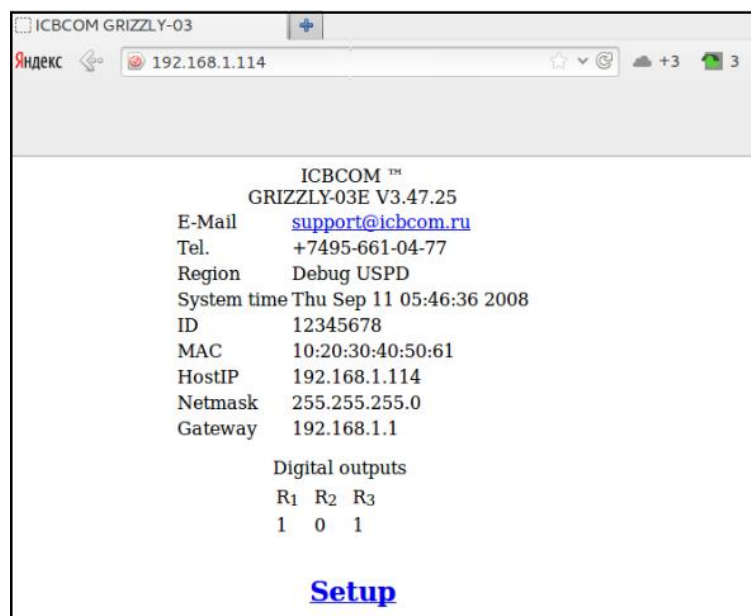 ICBCOM GRIZZLY-03
Яндекс 192.168.1.114 +3 3
ICBCOM ™
GRIZZLY-03E V3.47.25
E-Mail support@icbcom.ru
Tel. +7495-661-04-77
Region Debug USPD
System time Thu Sep 11 05:46:36 2008
ID 12345678
MAC 10:20:30:40:50:61
HostIP 192.168.1.114
Netmask 255.255.255.0
Gateway 192.168.1.1
Digital outputs
R1 R2 R3
1 0 1
Setup